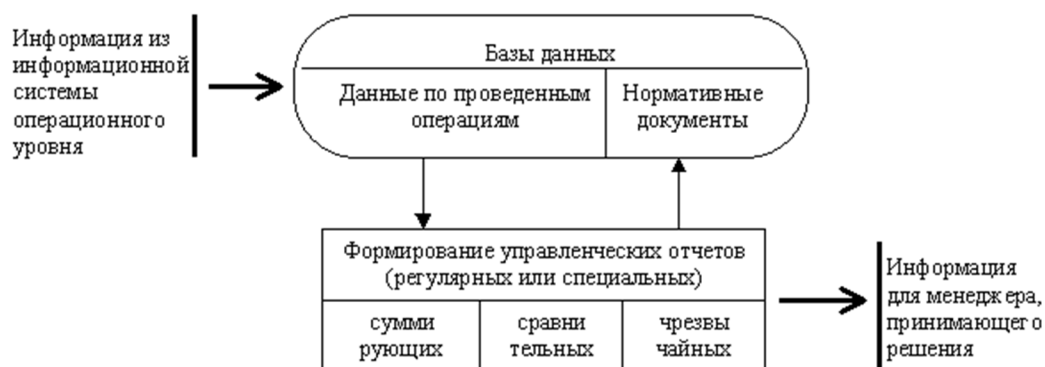 Информация из
информационной
системы
операционного
уровня
Базы данных
Данные по проведенным
операциям
Нормативные
документы
Формирование управленческих отчетов
(регулярных или специальных)
сумми
рующих
сравни
тельных
чрезвы
чайных
Информация
для менеджера,
принимающего
решения